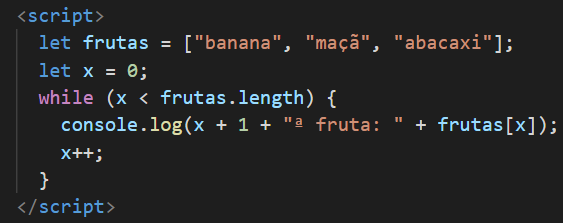 <script>
let frutas = ["banana", "maçã", "abacaxi"];
let x = 0;
while (x < frutas.length) {
console.log(x + 1 + "ª fruta: " + frutas[x]);
x++;
}
</script>